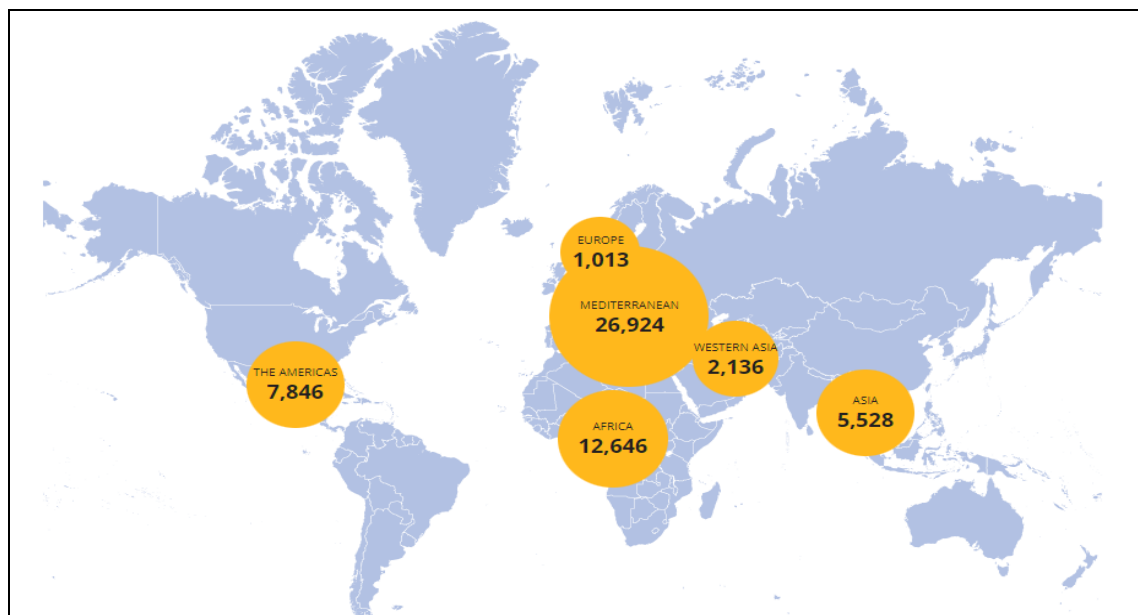 EUROPE
1,013
MEDITERRANEAN
26,924
WESTERN ASIA
2,136
THE AMERICAS
7,846
ASIA
5,528
AFRICA
12,646